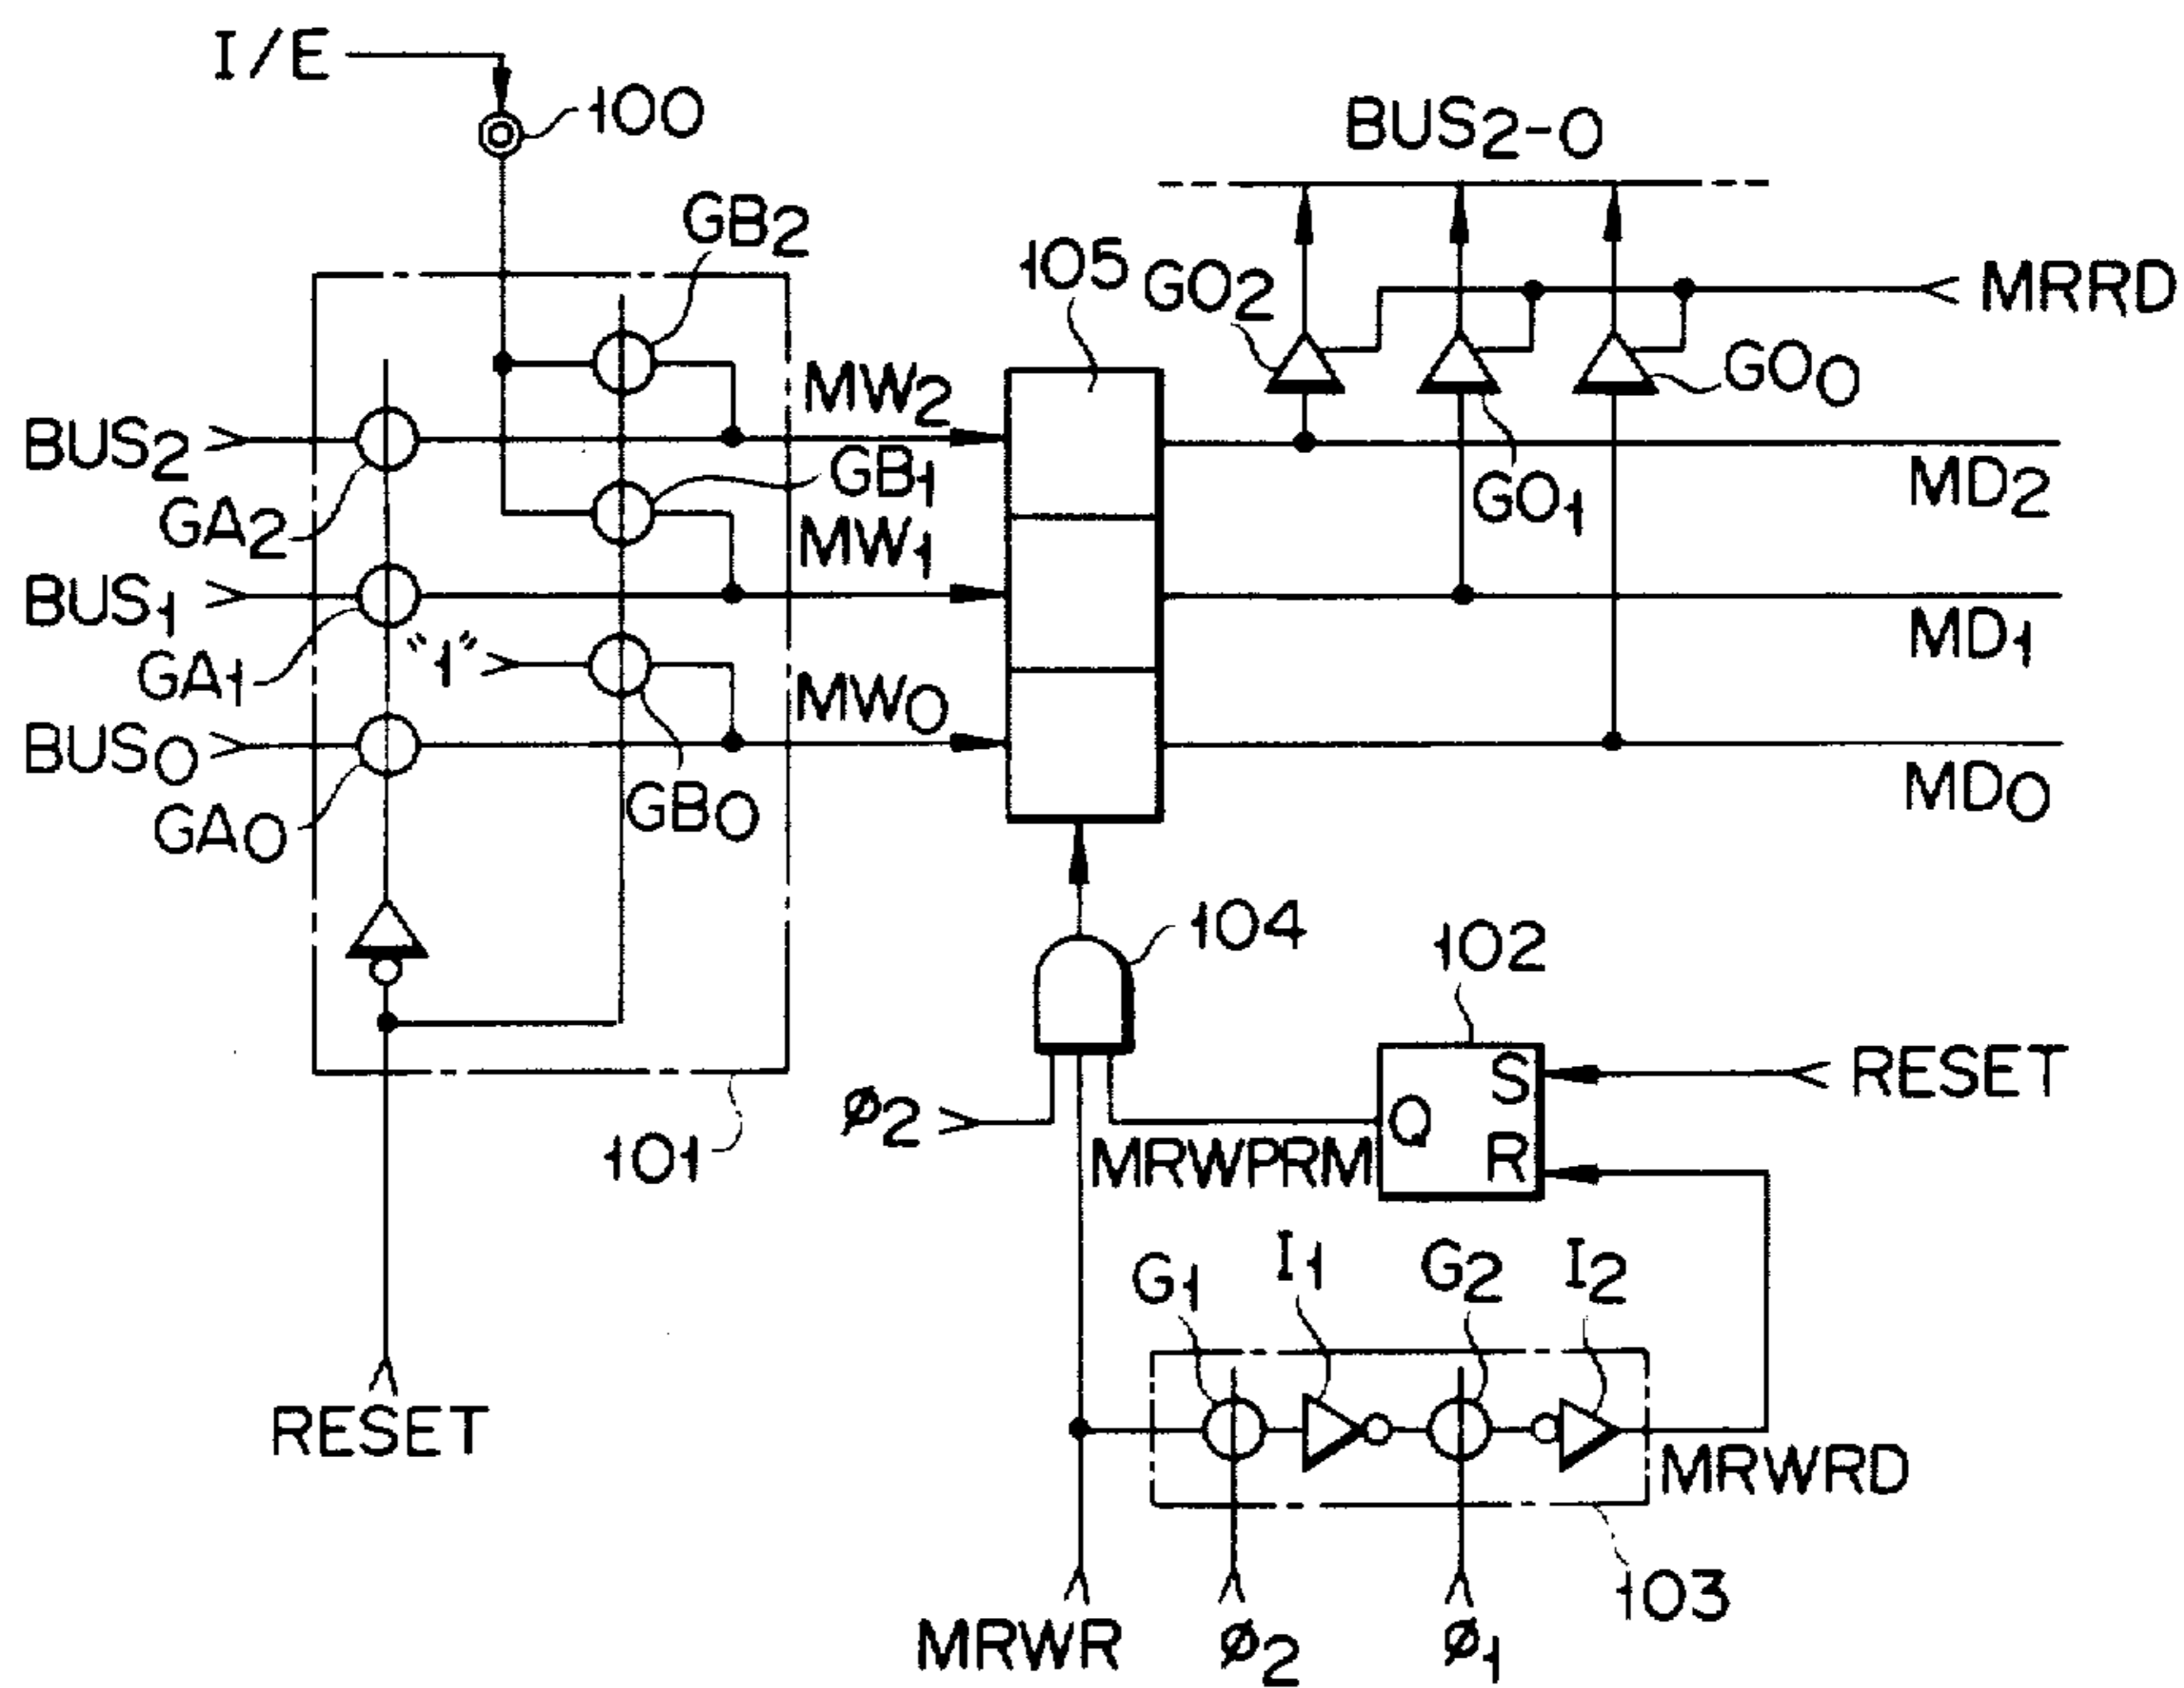 I/E
100
BUS2-0
GB2
105
GO2
MRRD
GO0
MW2
BUS2
GB1
GO1
MD2
GA2
MW1
BUS1
MD1
GA1
"1"
MW0
BUS0
MD0
GA0
GB0
104
102
S
RESET
ø2
Q
101
MRWPRM
R
G1
I1
G2
I2
RESET
MRWRD
103
MRWR
ø2
ø1